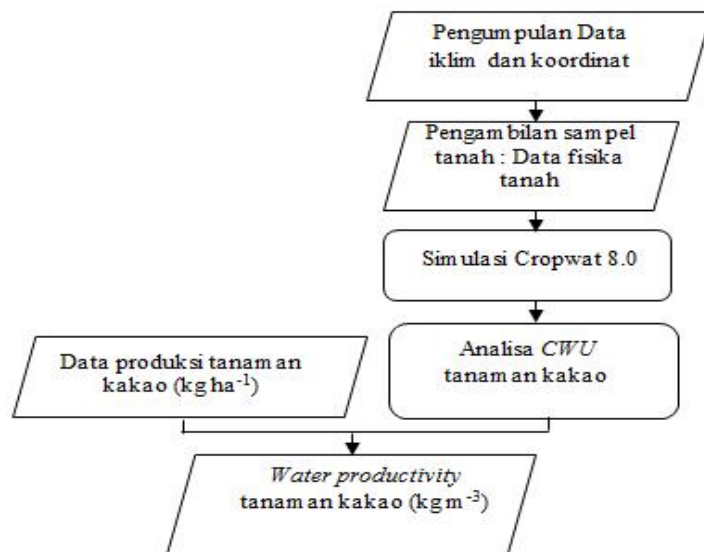 Pengumpulan Data
iklim dan koordinat
Pengambilan sampel
tanah : Data fisika
tanah
Simulasi Cropwat 8.0
Analisa CWU
tanaman kakao
Data produksi tanaman
kakao (kg ha⁻¹)
Water productivity
tanaman kakao (kg m⁻³)